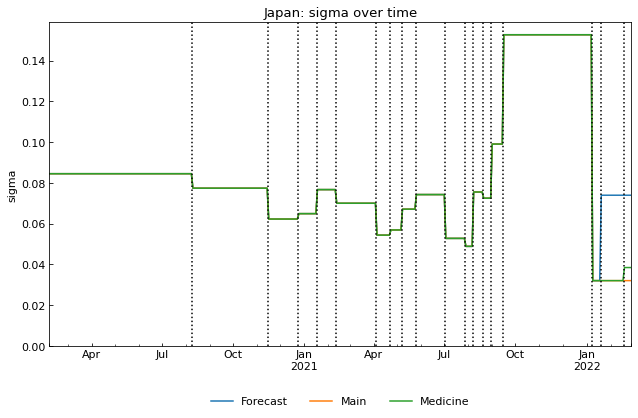 Japan: sigma over time
0.14
0.12
0.10
0.08
0.06
0.04
0.02
0.00
sigma
Apr Jul Oct Jan Apr Jul Oct Jan
2021 2022
Forecast Main Medicine